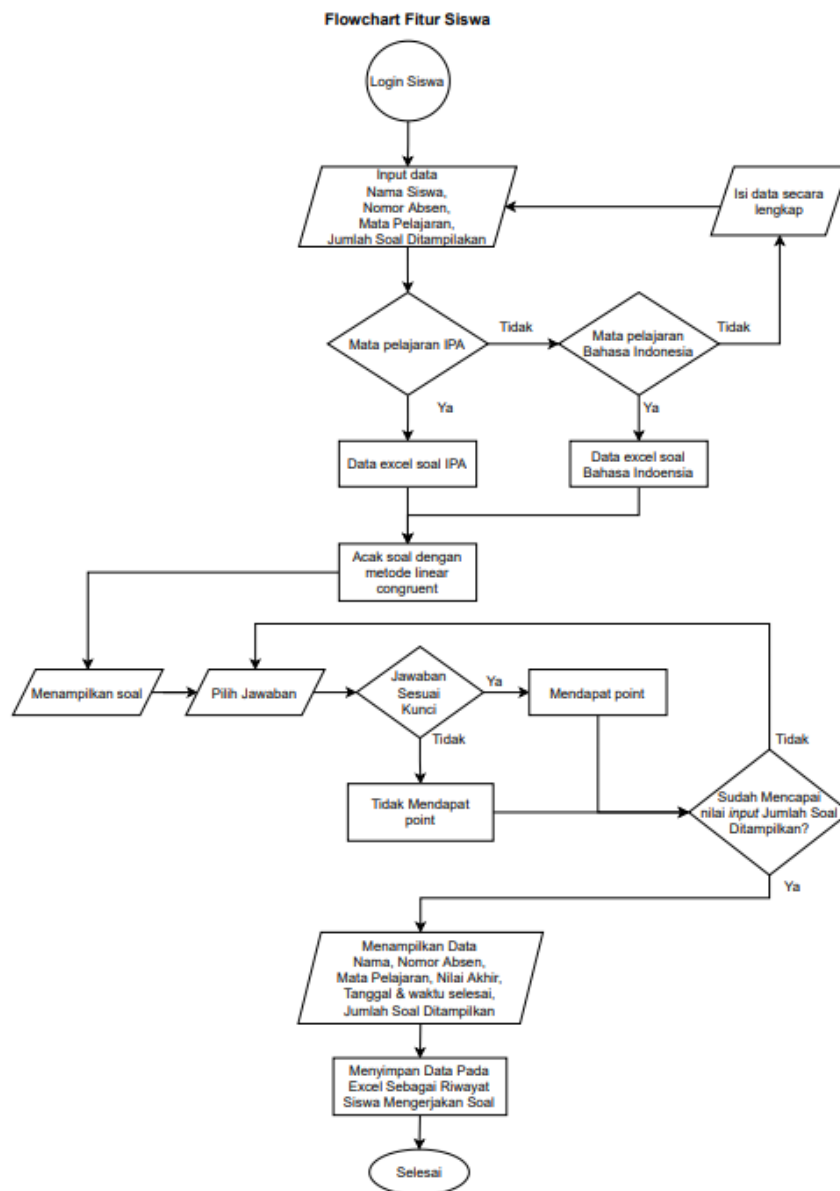 Flowchart Fitur Siswa
Login Siswa
Input data
Nama Siswa,
Nomor Absen,
Mata Pelajaran,
Jumlah Soal Ditampilakan
Isi data secara
lengkap
Mata pelajaran IPA
Tidak
Mata pelajaran
Bahasa Indonesia
Tidak
Ya
Ya
Data excel soal IPA
Data excel soal
Bahasa Indoensia
Acak soal dengan
metode linear
congruent
Menampilkan soal
Pilih Jawaban
Jawaban
Sesuai
Kunci
Ya
Mendapat point
Tidak
Tidak Mendapat
point
Tidak
Sudah Mencapai
nilai input Jumlah Soal
Ditampilkan?
Ya
Menampilkan Data
Nama, Nomor Absen,
Mata Pelajaran, Nilai Akhir,
Tanggal & waktu selesai,
Jumlah Soal Ditampilkan
Menyimpan Data Pada
Excel Sebagai Riwayat
Siswa Mengerjakan Soal
Selesai